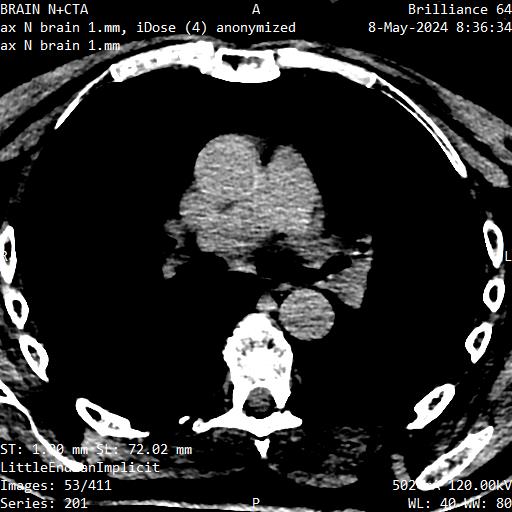 BRAIN N+CTA
A
Brilliance 64
ax N brain 1.mm, iDose (4) anonymized
8-May-2024 8:36:34
ax N brain 1.mm
R
L
ST: 1.00 mm SL: 72.02 mm
LittleEndianImplicit
Images: 53/411
120.00kV
Series: 201
P
WL: 40 WW: 80